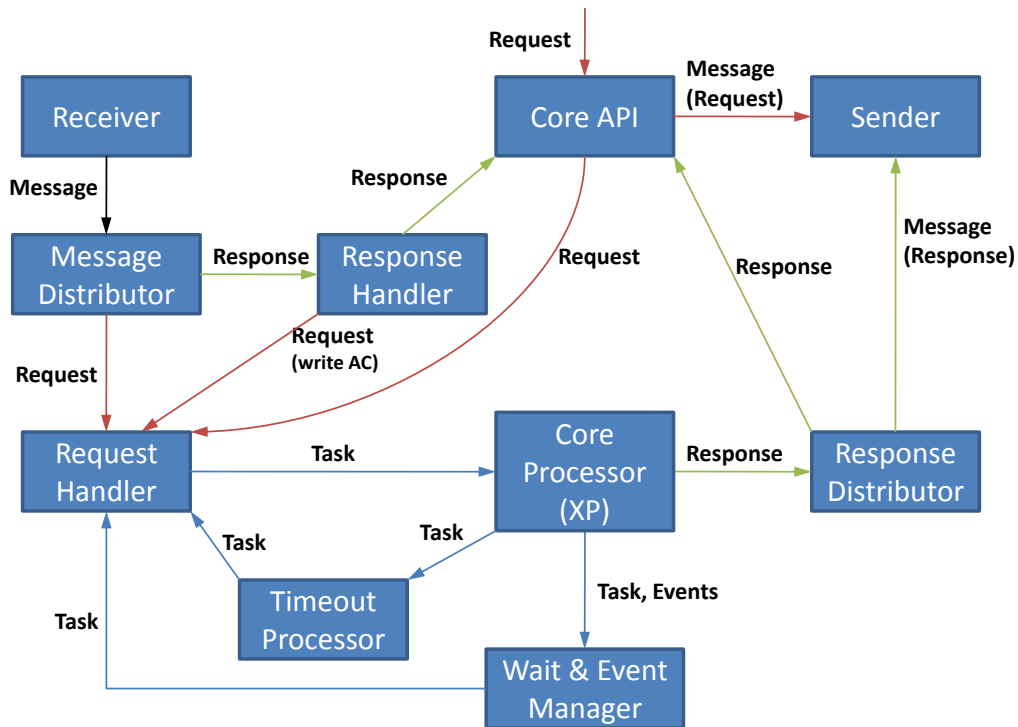 Request
Receiver
Core API
Message
(Request)
Sender
Message
Response
Message
Distributor
Response
Response
Handler
Request
Response
Message
(Response)
Request
Request
(write AC)
Request
Handler
Task
Core
Processor
(XP)
Response
Response
Distributor
Task
Task
Timeout
Processor
Task
Task, Events
Wait & Event
Manager